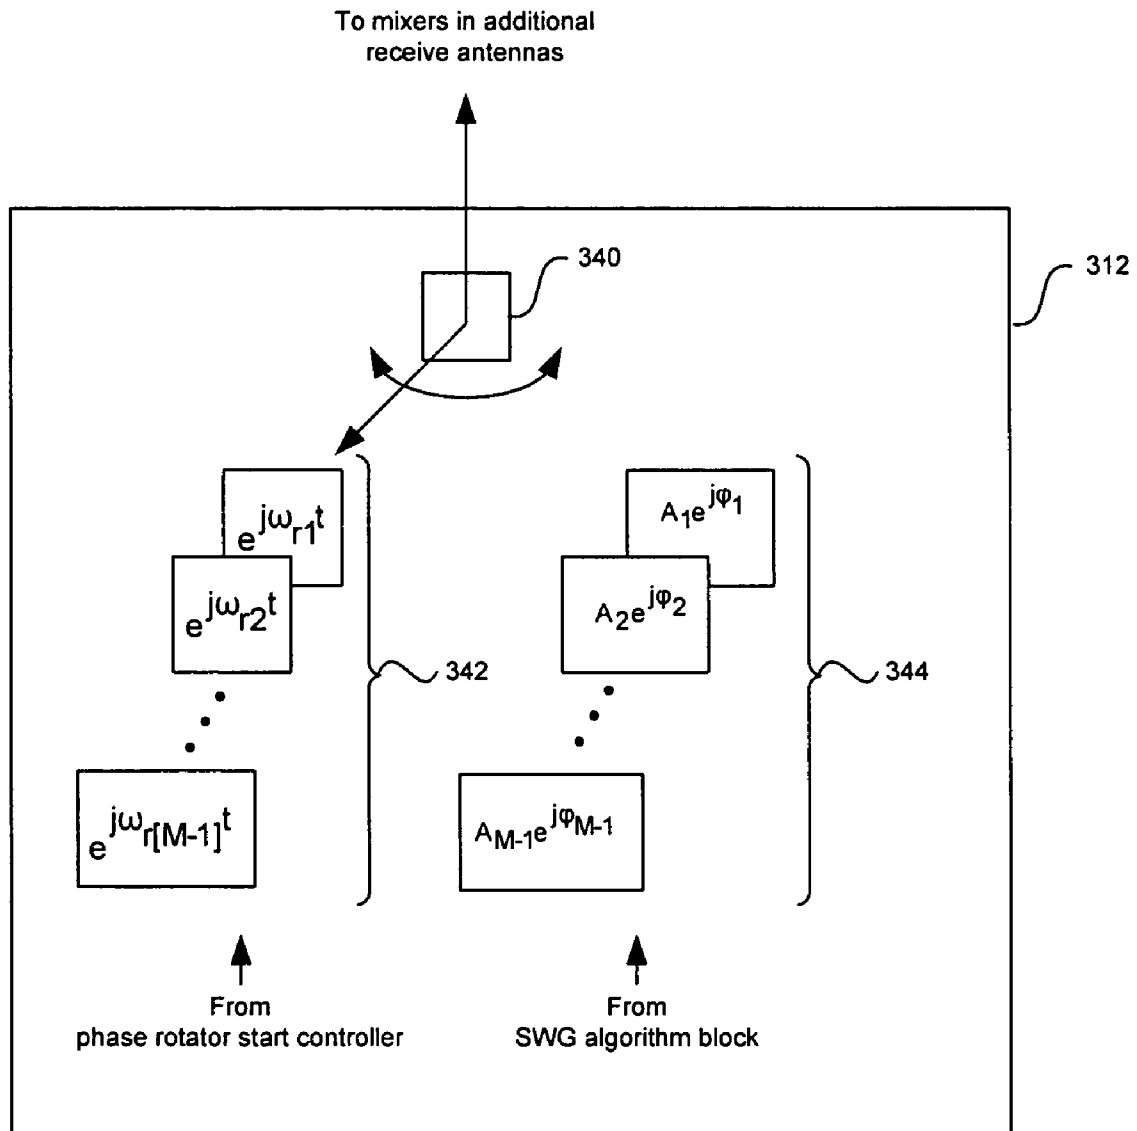 To mixers in additional
receive antennas
340
312
e^{jω_{r1}t}
A_1e^{jφ_1}
e^{jω_{r2}t}
A_2e^{jφ_2}
342
344
e^{jω_{r[M-1]}t}
A_{M-1}e^{jφ_{M-1}}
From
phase rotator start controller
From
SWG algorithm block